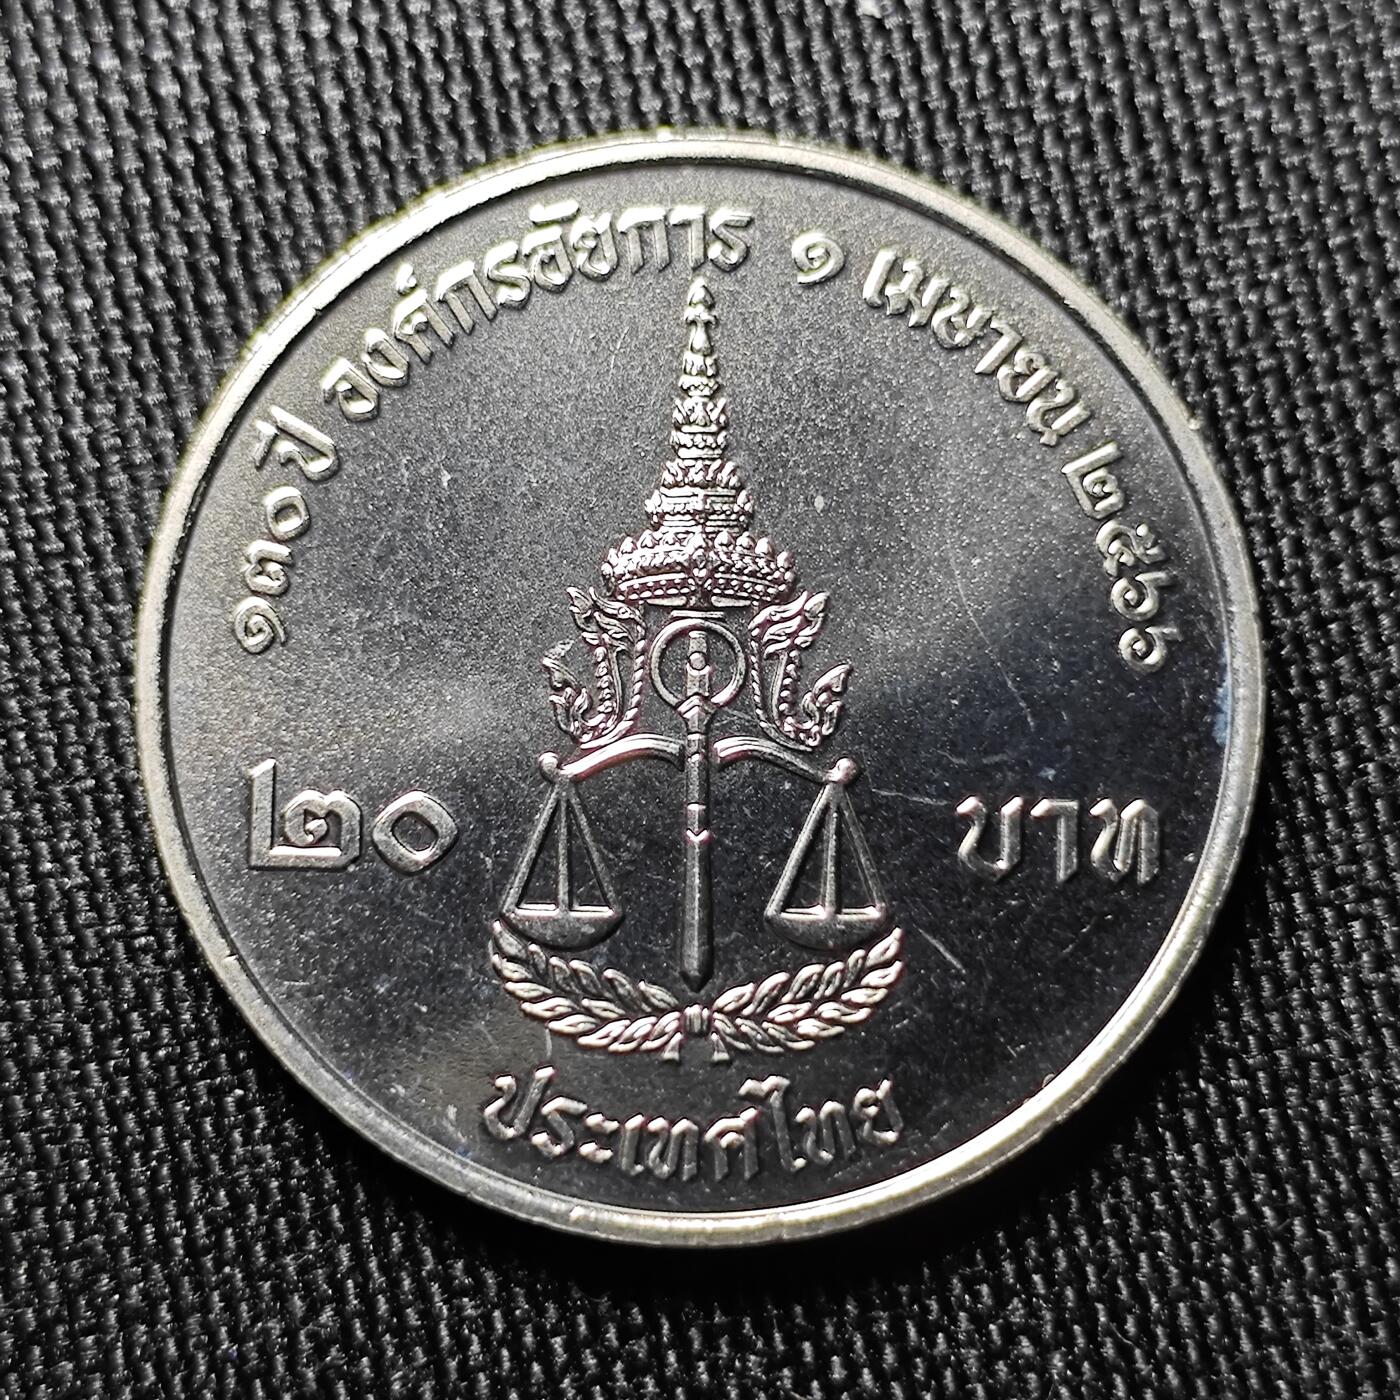 ๑๓๐ ปี องค์กรอัยการ ๑ เมษายน ๒๕๖๖
๒๐ บาท
ประเทศไทย